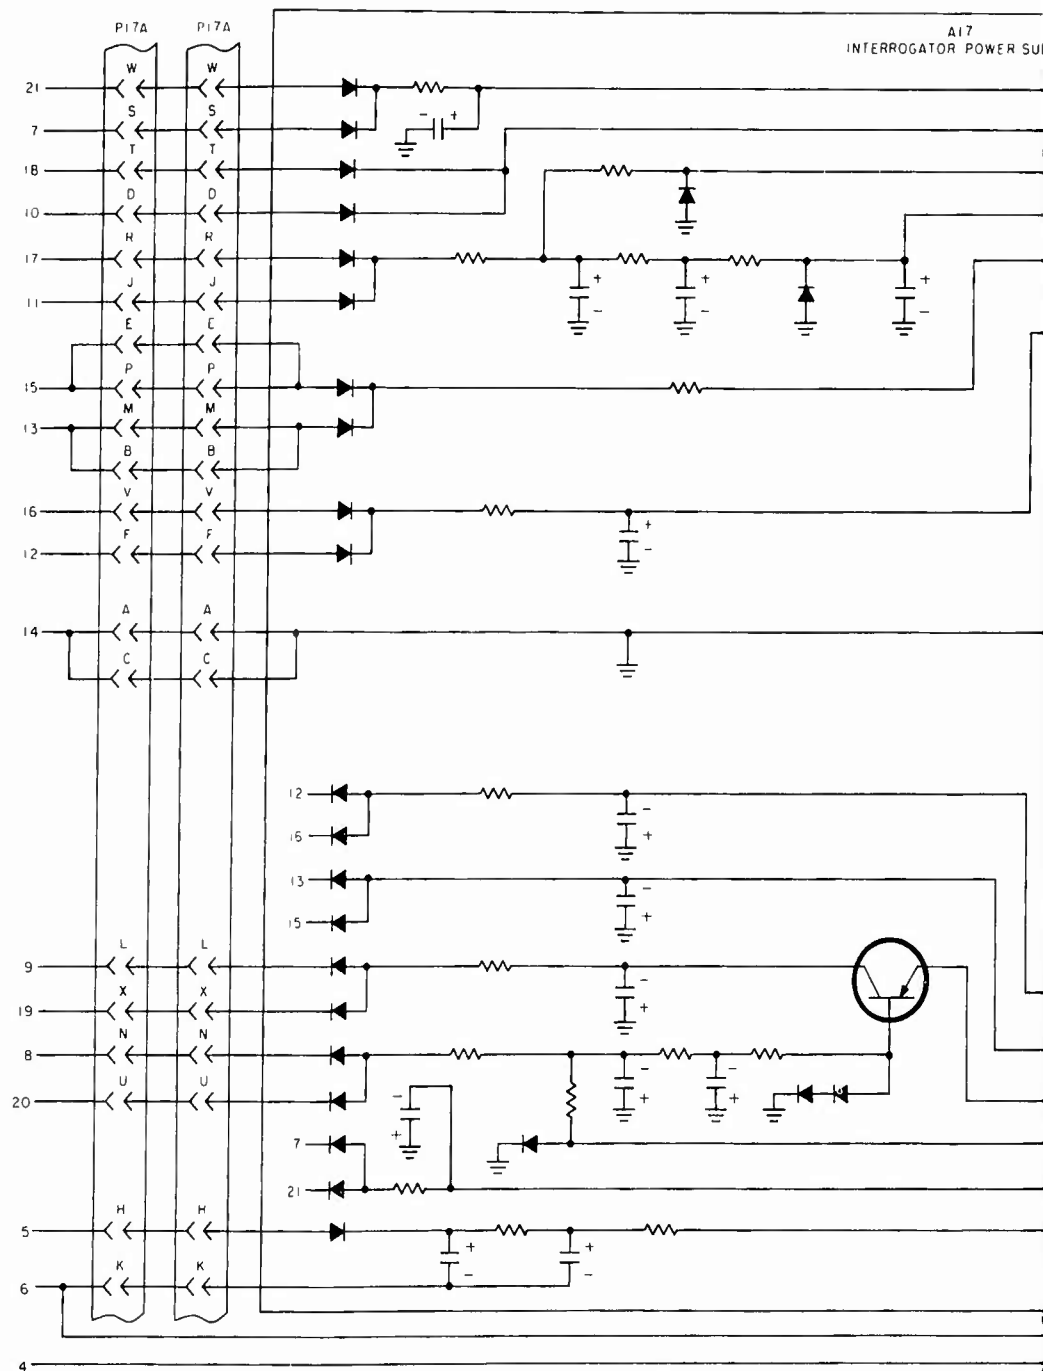 P17A P17A
A17
INTERROGATOR POWER SU
W W
21
S S
7
T T
18
D D
10
R R
17
J J
11
E E
P P
15
M M
13
B B
V V
16
F F
12
A A
14
C C
12
16
13
15
L L
9
X X
19
N N
8
U U
20
7
21
H H
5
K K
6
4